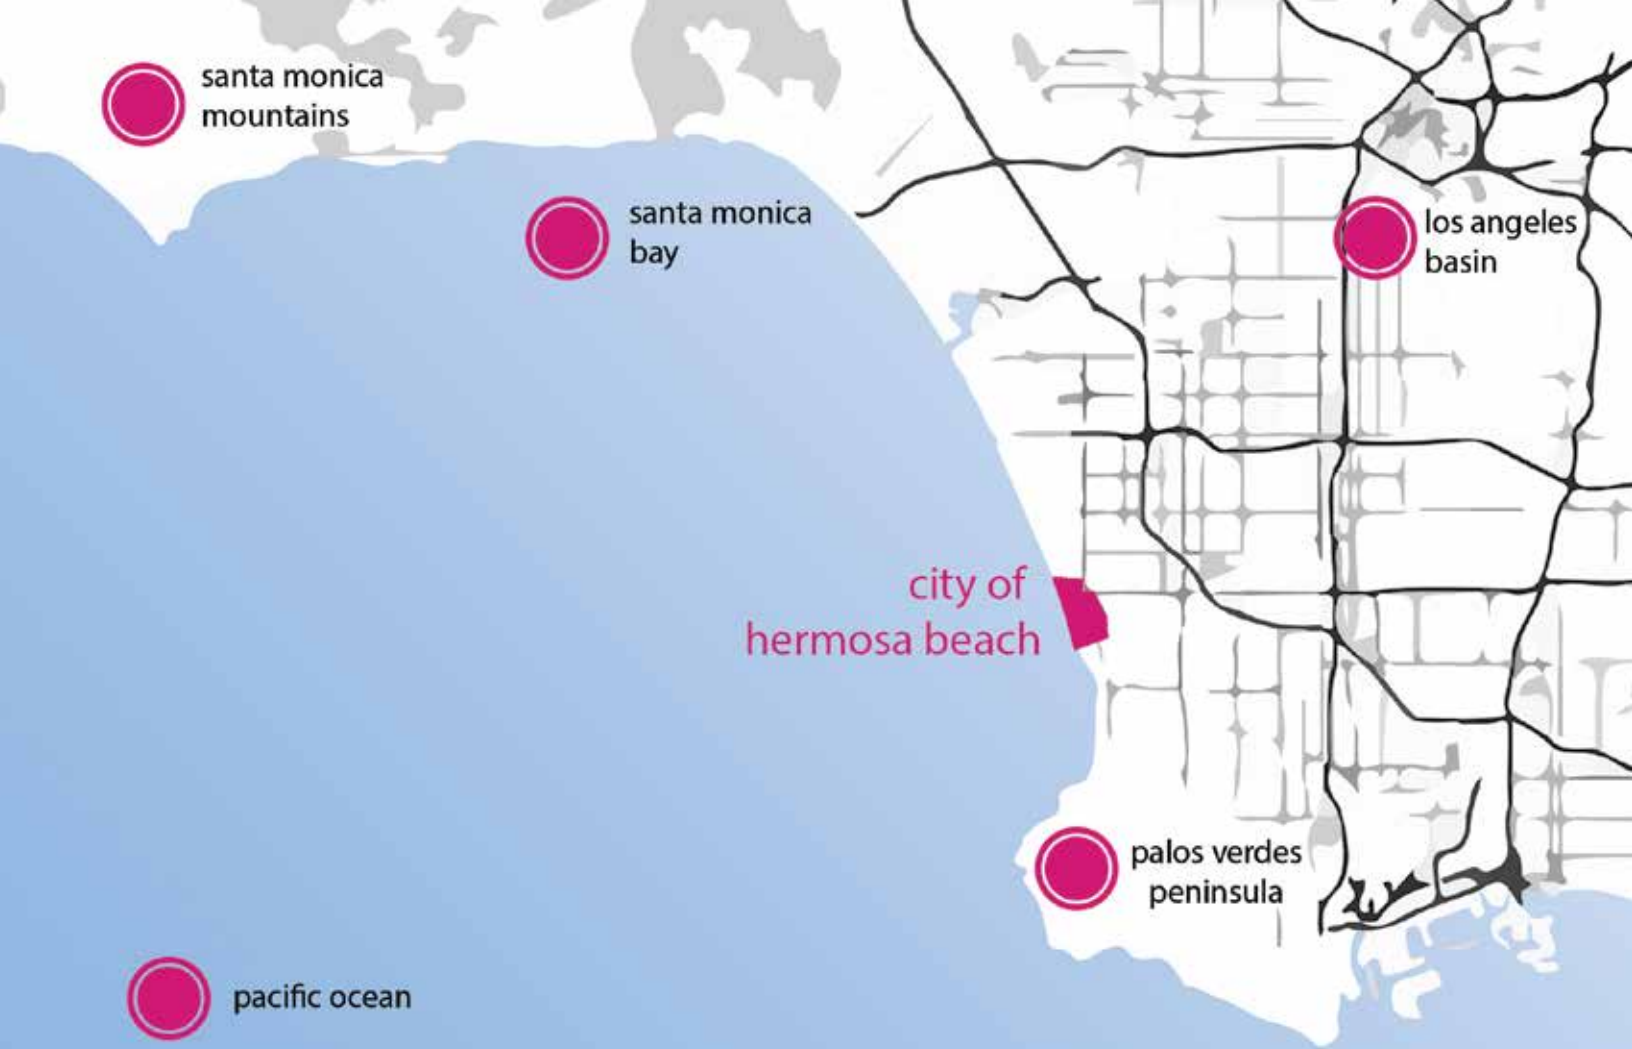 santa monica
mountains
santa monica
bay
los angeles
basin
city of
hermosa beach
palos verdes
peninsula
pacific ocean